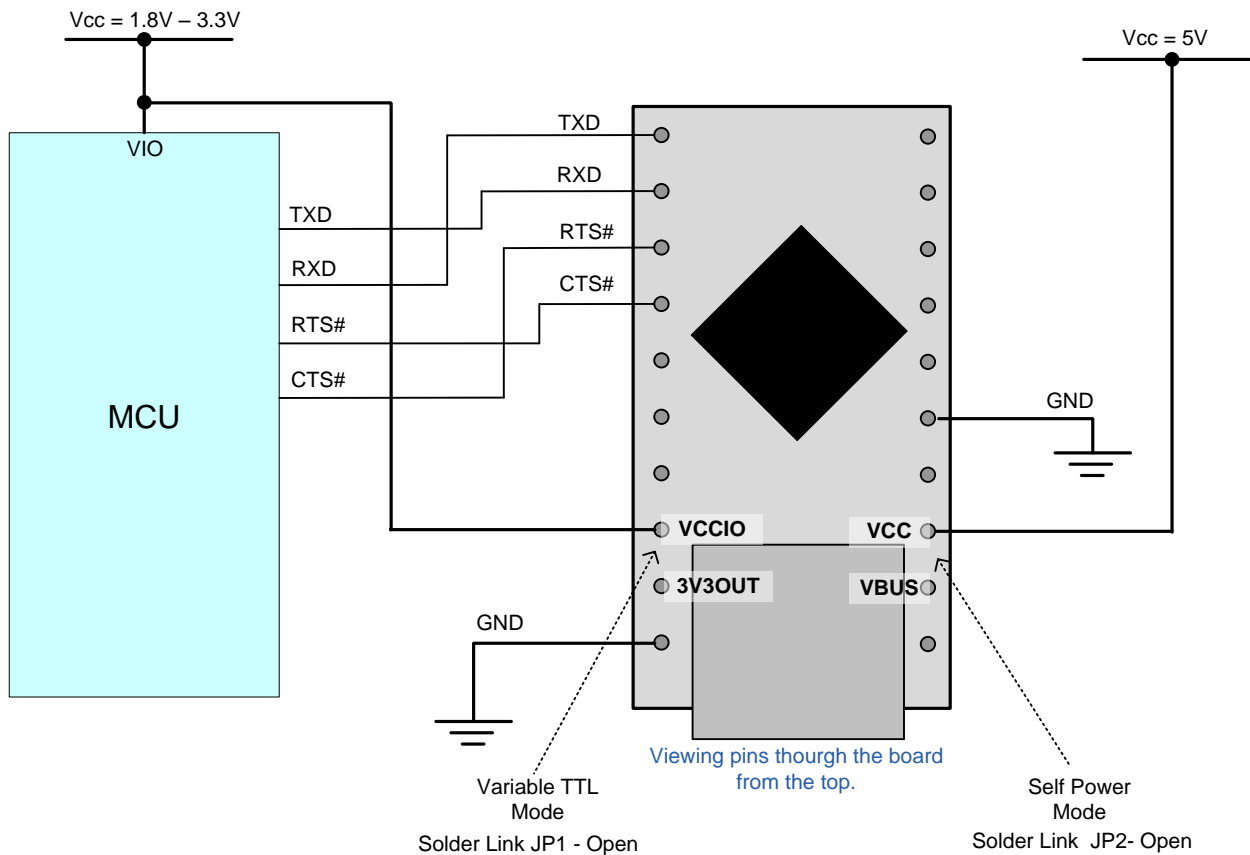 Vcc = 1.8V – 3.3V
Vcc = 5V
VIO
TXD
RXD
RTS#
CTS#
TXD
RXD
RTS#
CTS#
MCU
GND
VCCIO
VCC
3V3OUT
VBUS
GND
Viewing pins thourgh the board
from the top.
Variable TTL
Mode
Solder Link JP1 - Open
Self Power
Mode
Solder Link JP2- Open